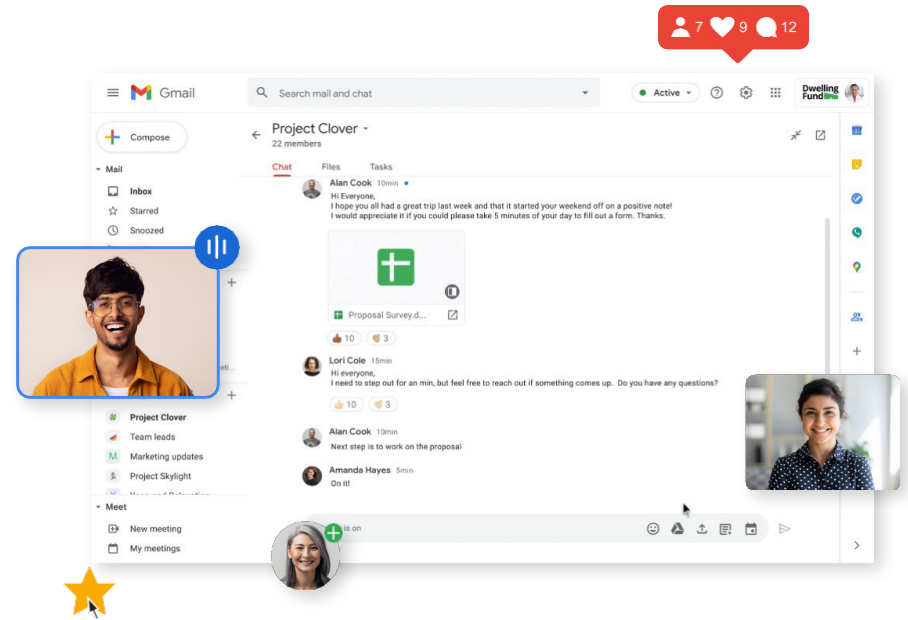 7 9 12
Gmail
Search mail and chat
Active
Dwelling
Fund
Compose
Project Clover
22 members
Mail
Chat Files Tasks
Inbox
Starred
Snoozed
Alan Cook 10min
Hi Everyone,
I hope you all had a great trip last week and that it started your weekend off on a positive note!
I would appreciate it if you could please take 5 minutes of your day to fill out a form. Thanks.
Proposal Survey.d...
10 3
Lori Cole 15min
Hi everyone,
I need to step out for an min, but feel free to reach out if something comes up. Do you have any questions?
10 3
Alan Cook 10min
Next step is to work on the proposal
Amanda Hayes 5min
On it!
Project Clover
Team leads
M Marketing updates
Project Skylight
Meet
New meeting
My meetings
is on